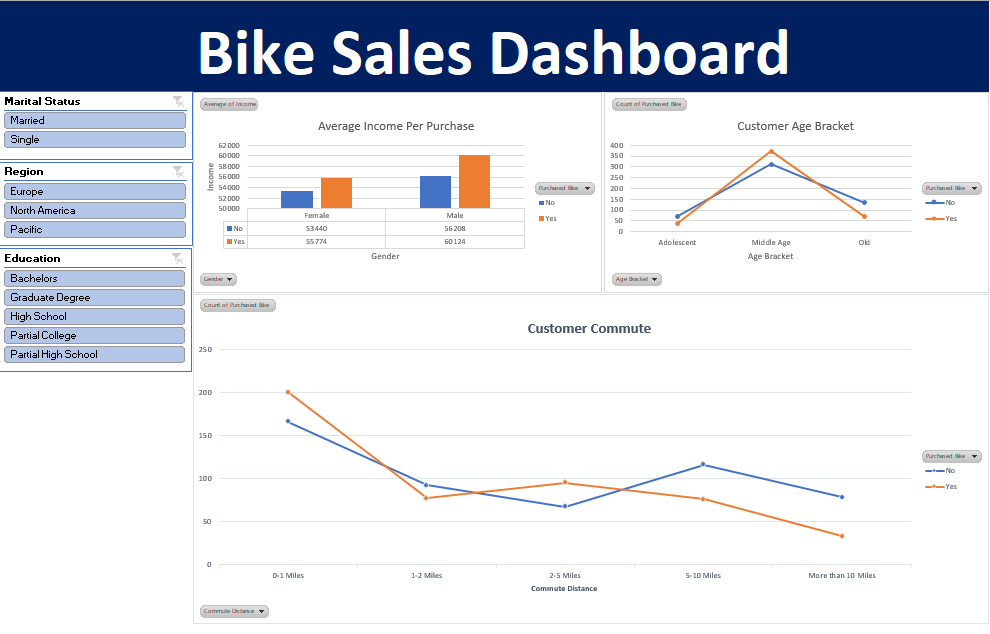 Bike Sales Dashboard
Marital Status
Married
Single
Region
Europe
North America
Pacific
Education
Bachelors
Graduate Degree
High School
Partial College
Partial High School
Average of Income
Average Income Per Purchase
Income
62000
60000
58000
56000
54000
52000
50000
Female Male
No 53440 56208
Yes 55774 60124
Gender
Purchased Bike
No
Yes
Gender
Count of Purchased Bike
Customer Age Bracket
400
350
300
250
200
150
100
50
0
Adolescent Middle Age Old
Age Bracket
Purchased Bike
No
Yes
Age Bracket
Count of Purchased Bike
Customer Commute
250
200
150
100
50
0
0-1 Miles 1-2 Miles 2-5 Miles 5-10 Miles More than 10 Miles
Commute Distance
Purchased Bike
No
Yes
Commute Distance